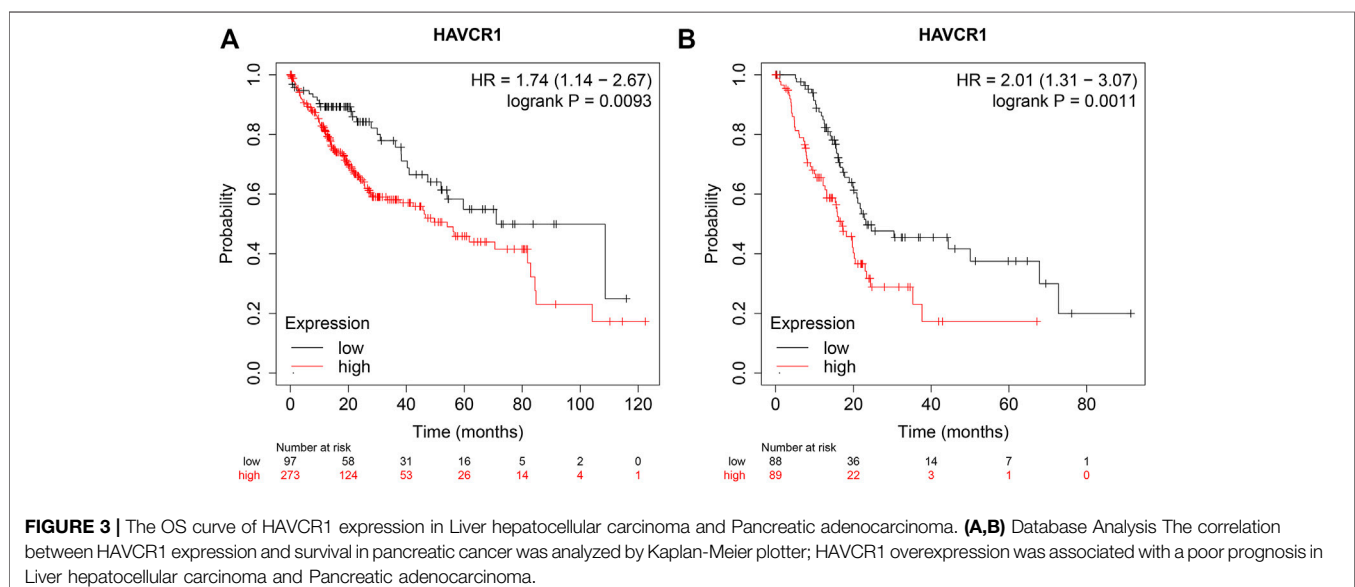 A
HAVCR1
HR = 1.74 (1.14 − 2.67)
logrank P = 0.0093
Probability
1.0
0.8
0.6
0.4
0.2
0.0
Expression
low
high
0 20 40 60 80 100 120
Time (months)
Number at risk
low 97 58 31 16 5 2 0
high 273 124 53 26 14 4 1
B
HAVCR1
HR = 2.01 (1.31 − 3.07)
logrank P = 0.0011
Probability
1.0
0.8
0.6
0.4
0.2
0.0
Expression
low
high
0 20 40 60 80
Time (months)
Number at risk
low 88 36 14 7 1
high 89 22 3 1 0
FIGURE 3 | The OS curve of HAVCR1 expression in Liver hepatocellular carcinoma and Pancreatic adenocarcinoma. (A,B) Database Analysis The correlation
between HAVCR1 expression and survival in pancreatic cancer was analyzed by Kaplan-Meier plotter; HAVCR1 overexpression was associated with a poor prognosis in
Liver hepatocellular carcinoma and Pancreatic adenocarcinoma.